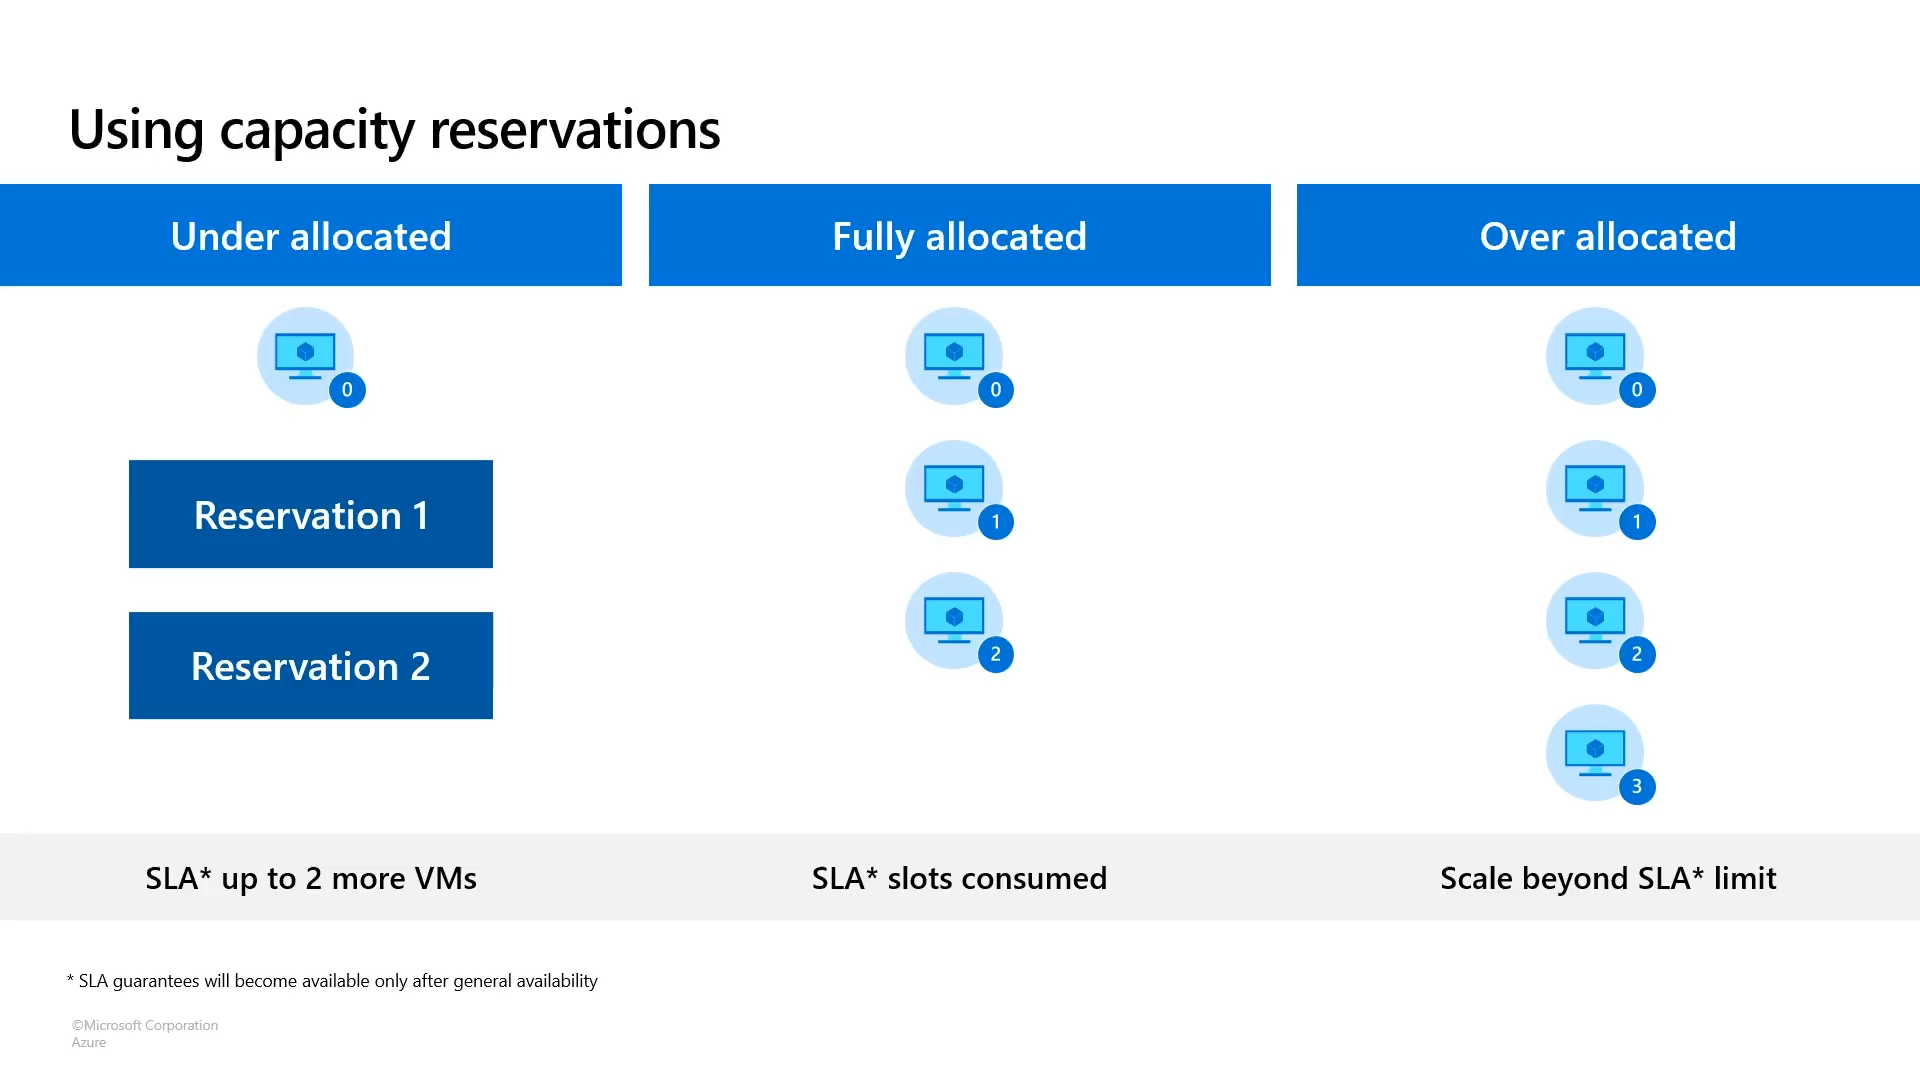 Using capacity reservations
Under allocated
Fully allocated
Over allocated
0
0
0
Reservation 1
1
1
Reservation 2
2
2
3
SLA* up to 2 more VMs
SLA* slots consumed
Scale beyond SLA* limit
* SLA guarantees will become available only after general availability
©Microsoft Corporation
Azure